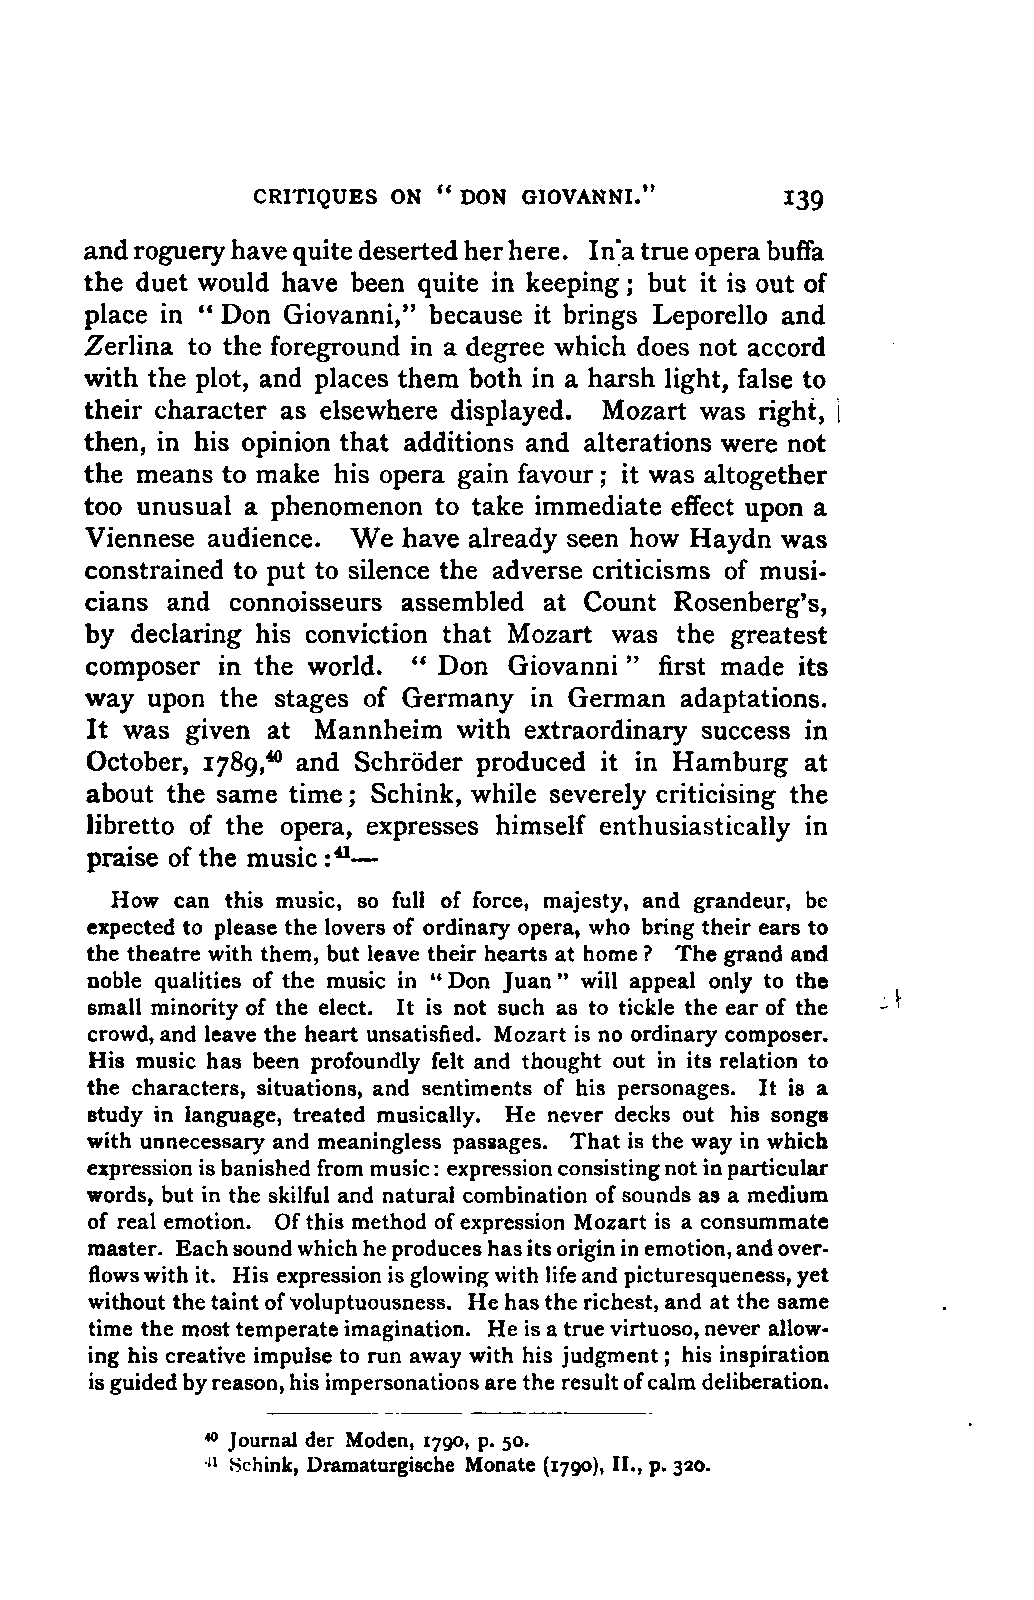 CRITIQUES ON " DON GIOVANNI." 139
and roguery have quite deserted her here. In a true opera buffa
the duet would have been quite in keeping ; but it is out of
place in " Don Giovanni," because it brings Leporello and
Zerlina to the foreground in a degree which does not accord
with the plot, and places them both in a harsh light, false to
their character as elsewhere displayed. Mozart was right,
then, in his opinion that additions and alterations were not
the means to make his opera gain favour ; it was altogether
too unusual a phenomenon to take immediate effect upon a
Viennese audience. We have already seen how Haydn was
constrained to put to silence the adverse criticisms of musi-
cians and connoisseurs assembled at Count Rosenberg's,
by declaring his conviction that Mozart was the greatest
composer in the world. " Don Giovanni " first made its
way upon the stages of Germany in German adaptations.
It was given at Mannheim with extraordinary success in
October, 1789,⁴⁰ and Schröder produced it in Hamburg at
about the same time ; Schink, while severely criticising the
libretto of the opera, expresses himself enthusiastically in
praise of the music :⁴¹—
How can this music, so full of force, majesty, and grandeur, be
expected to please the lovers of ordinary opera, who bring their ears to
the theatre with them, but leave their hearts at home ? The grand and
noble qualities of the music in " Don Juan " will appeal only to the
small minority of the elect. It is not such as to tickle the ear of the
crowd, and leave the heart unsatisfied. Mozart is no ordinary composer.
His music has been profoundly felt and thought out in its relation to
the characters, situations, and sentiments of his personages. It is a
study in language, treated musically. He never decks out his songs
with unnecessary and meaningless passages. That is the way in which
expression is banished from music : expression consisting not in particular
words, but in the skilful and natural combination of sounds as a medium
of real emotion. Of this method of expression Mozart is a consummate
master. Each sound which he produces has its origin in emotion, and over-
flows with it. His expression is glowing with life and picturesqueness, yet
without the taint of voluptuousness. He has the richest, and at the same
time the most temperate imagination. He is a true virtuoso, never allow-
ing his creative impulse to run away with his judgment ; his inspiration
is guided by reason, his impersonations are the result of calm deliberation.
⁴⁰ Journal der Moden, 1790, p. 50.
⁴¹ Schink, Dramaturgische Monate (1790), II., p. 320.